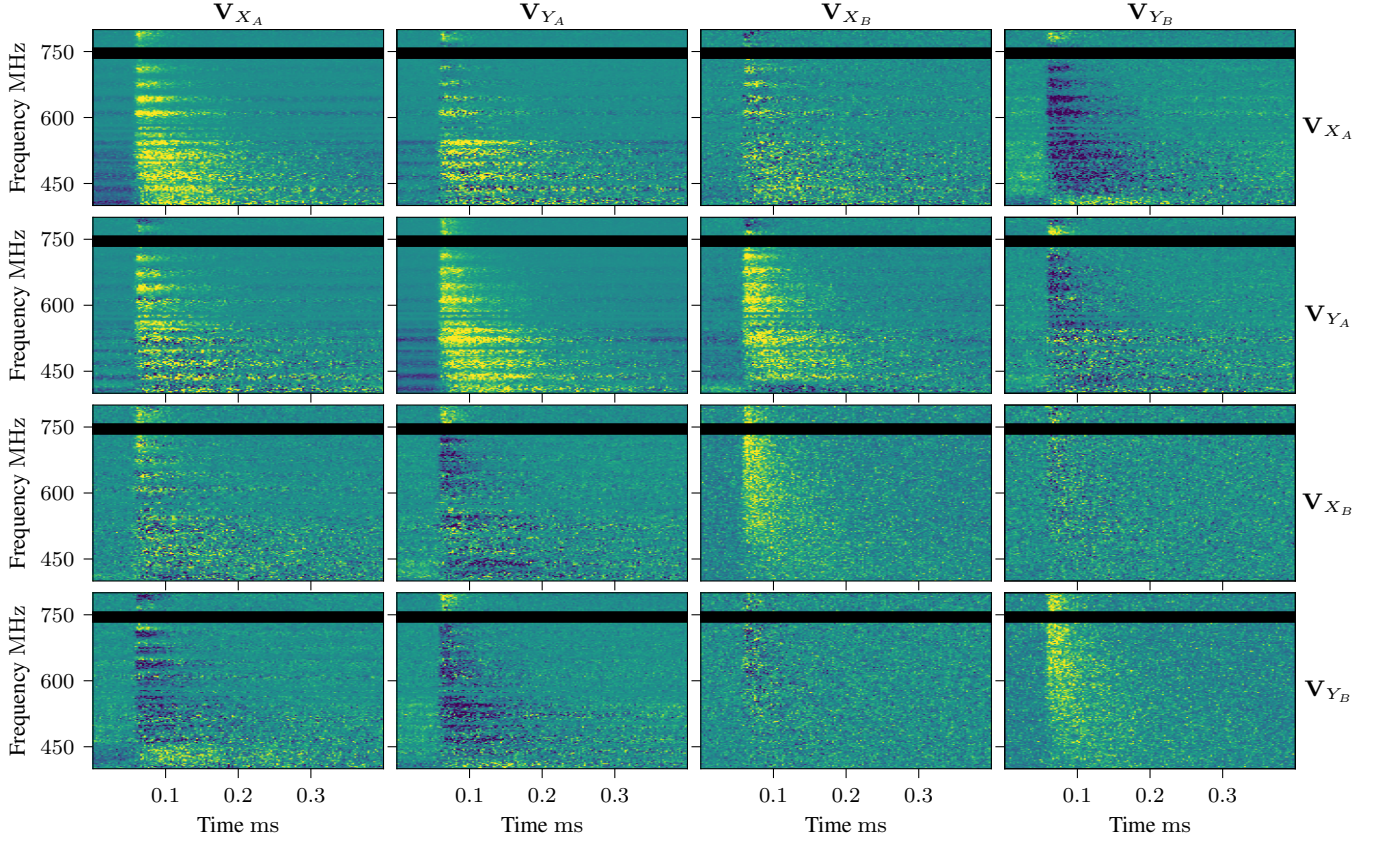 V_{X_A} V_{Y_A} V_{X_B} V_{Y_B}
Frequency MHz 750 600 450 V_{X_A}
Frequency MHz 750 600 450 V_{Y_A}
Frequency MHz 750 600 450 V_{X_B}
Frequency MHz 750 600 450 V_{Y_B}
0.1 0.2 0.3 0.1 0.2 0.3 0.1 0.2 0.3 0.1 0.2 0.3
Time ms Time ms Time ms Time ms